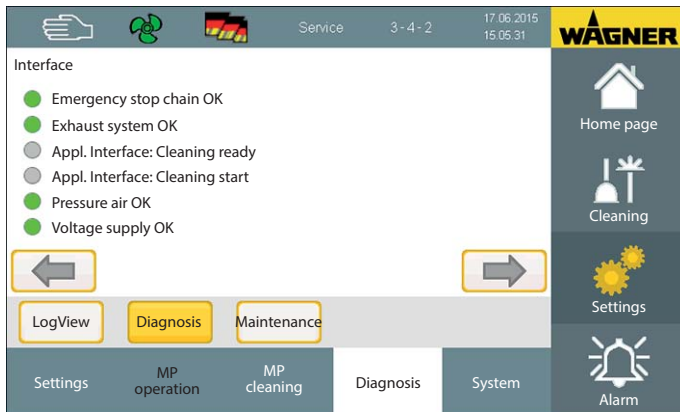 Service
3-4-2
17.06.2015
15.05.31
WAGNER
Interface
Emergency stop chain OK
Exhaust system OK
Appl. Interface: Cleaning ready
Appl. Interface: Cleaning start
Pressure air OK
Voltage supply OK
Home page
Cleaning
Settings
Alarm
LogView
Diagnosis
Maintenance
Settings
MP
operation
MP
cleaning
Diagnosis
System